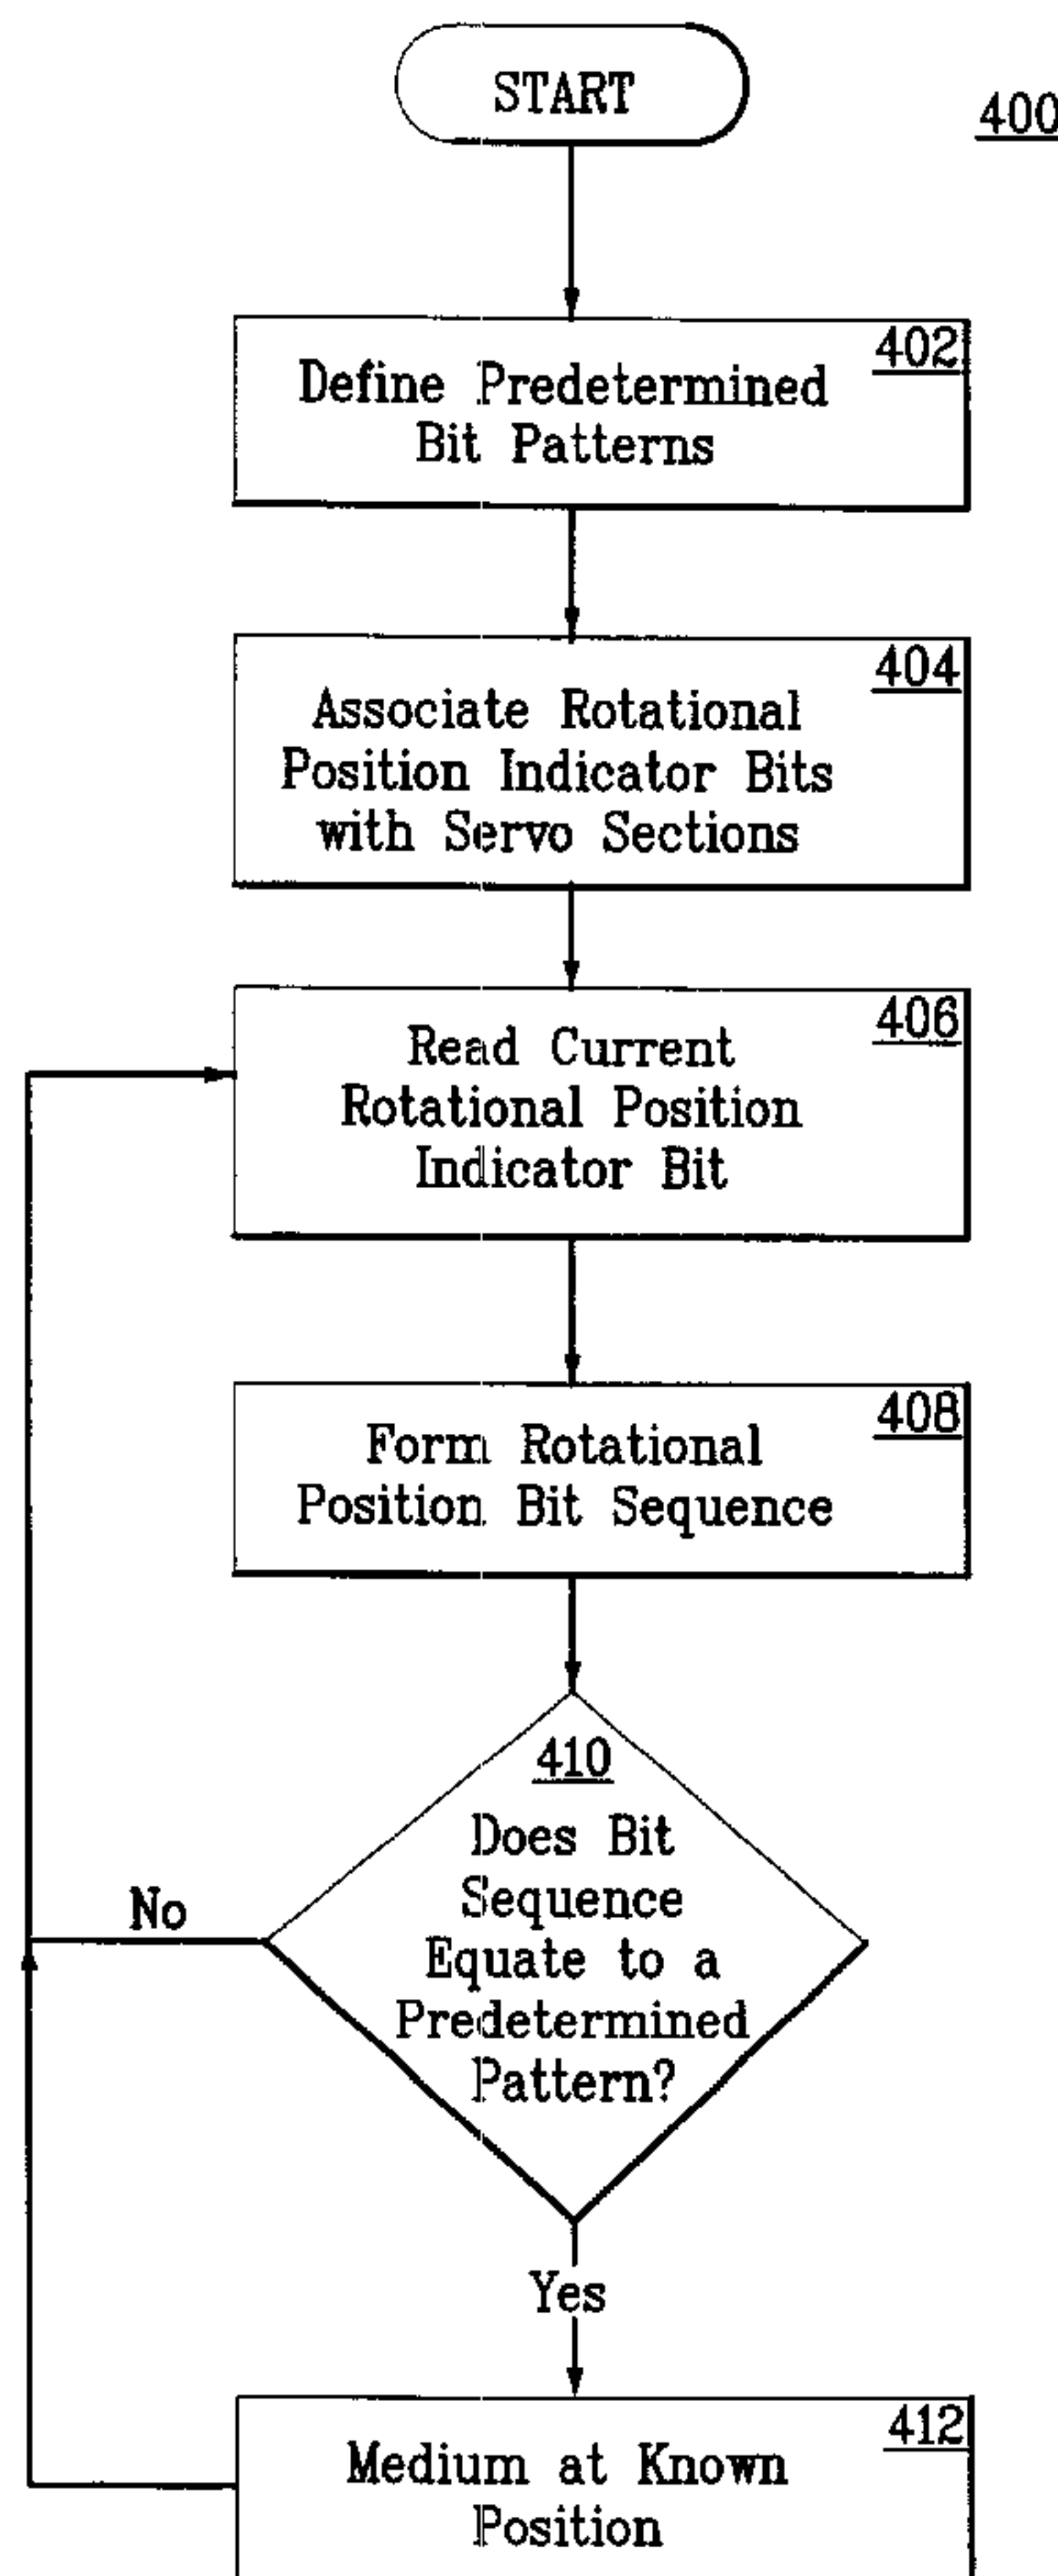 START
400
402
Define Predetermined
Bit Patterns
404
Associate Rotational
Position Indicator Bits
with Servo Sections
406
Read Current
Rotational Position
Indicator Bit
408
Form Rotational
Position Bit Sequence
410
Does Bit
Sequence
Equate to a
Predetermined
Pattern?
No
Yes
412
Medium at Known
Position